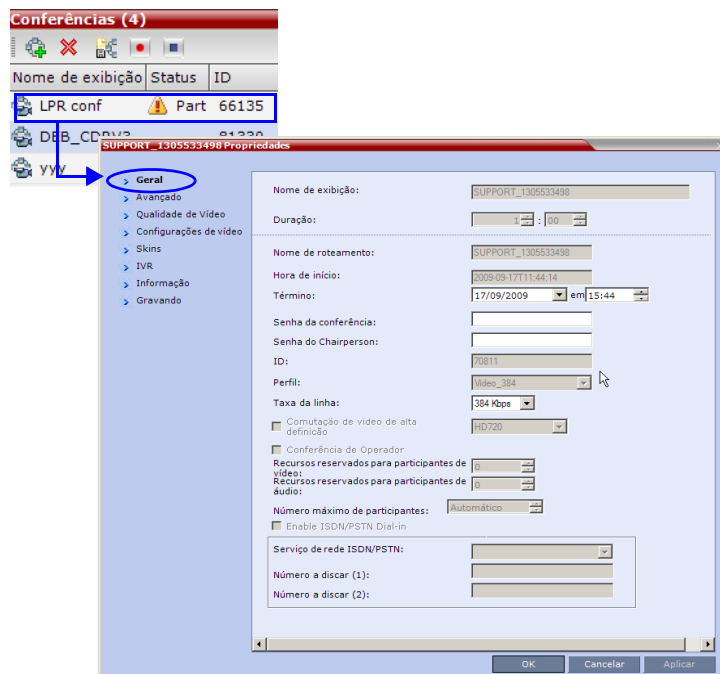 Conferências (4)
Nome de exibição Status ID
LPR conf Part 66135
DEB_CDRV3 81339
yyy
SUPPORT_1305533498 Propriedades
Geral
Avançado
Qualidade de Vídeo
Configurações de vídeo
Skins
IVR
Informação
Gravando
Nome de exibição: SUPPORT_1305533498
Duração: 1 : 00
Nome de roteamento: SUPPORT_1305533498
Hora de início: 2009-09-17T11:44:14
Término: 17/09/2009 em 15:44
Senha da conferência:
Senha do Chairperson:
ID: 70811
Perfil: Video_384
Taxa da linha: 384 Kbps
Comutação de video de alta
definicão HD720
Conferência de Operador
Recursos reservados para participantes de
vídeo: 0
Recursos reservados para participantes de
áudio: 0
Número máximo de participantes: Automático
Enable ISDN/PSTN Dial-in
Serviço de rede ISDN/PSTN:
Número a discar (1):
Número a discar (2):
OK Cancelar Aplicar